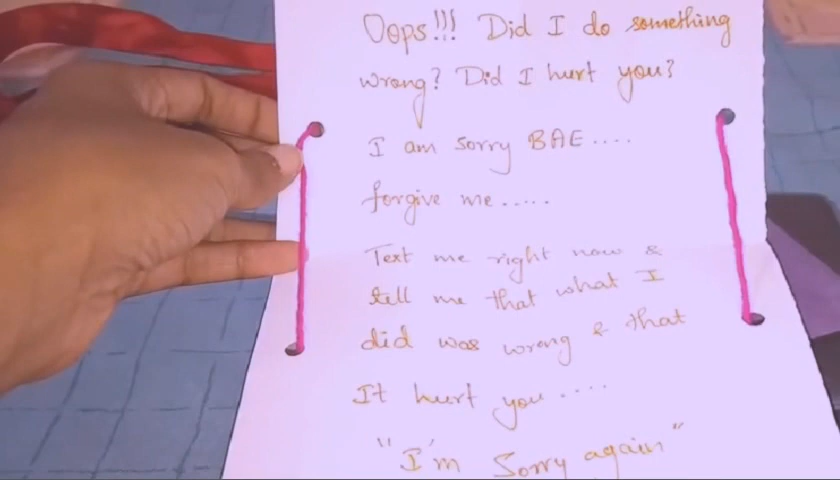 Oops!!! Did I do something
wrong? Did I hurt you?
I am sorry BAE....
forgive me.....
Text me right now &
tell me that what I
did was wrong & that
It hurt you....
"I'm Sorry again"